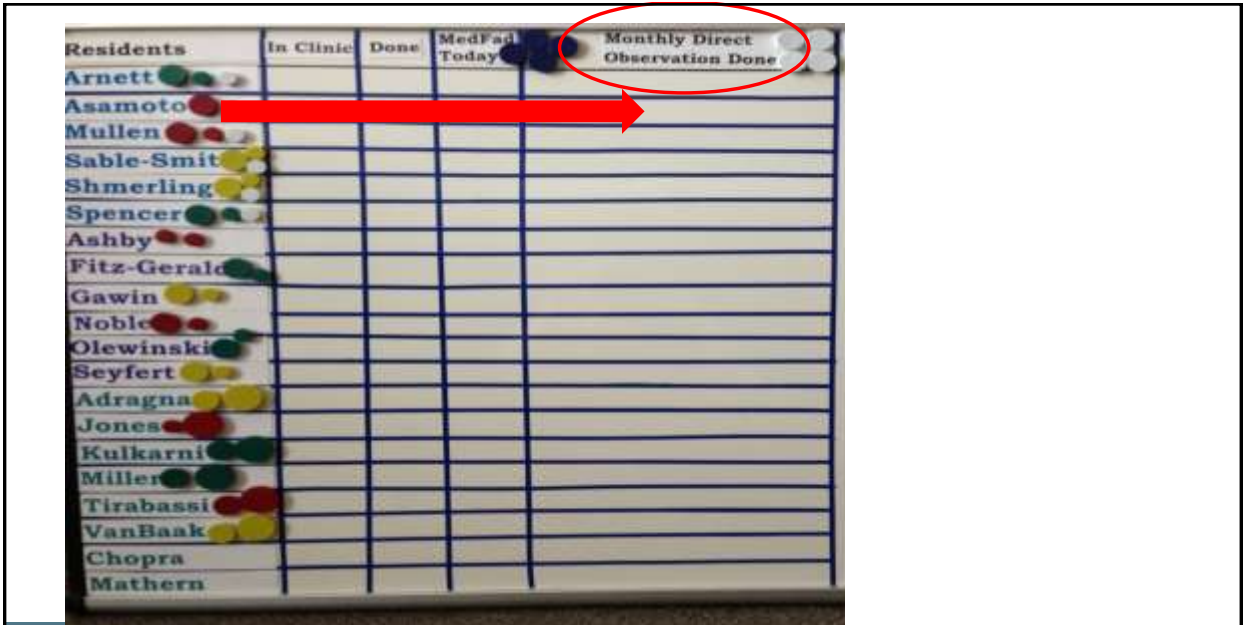 Residents In Clinic Done MedFad Today Monthly Direct Observation Done
Arnett
Asamoto
Mullen
Sable-Smit
Shmerling
Spencer
Ashby
Fitz-Gerald
Gawin
Noble
Olewinski
Seyfert
Adragna
Jones
Kulkarni
Miller
Tirabassi
VanBaak
Chopra
Mathern